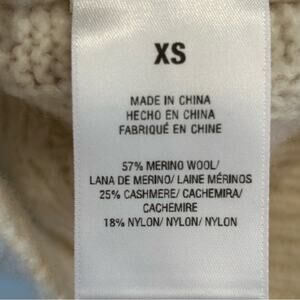 XS
MADE IN CHINA
HECHO EN CHINA
FABRIQUÉ EN CHINE
57% MERINO WOOL/
LANA DE MERINO/ LAINE MÉRINOS
25% CASHMERE/ CACHEMIRA/
CACHEMIRE
18% NYLON/ NYLON/ NYLON